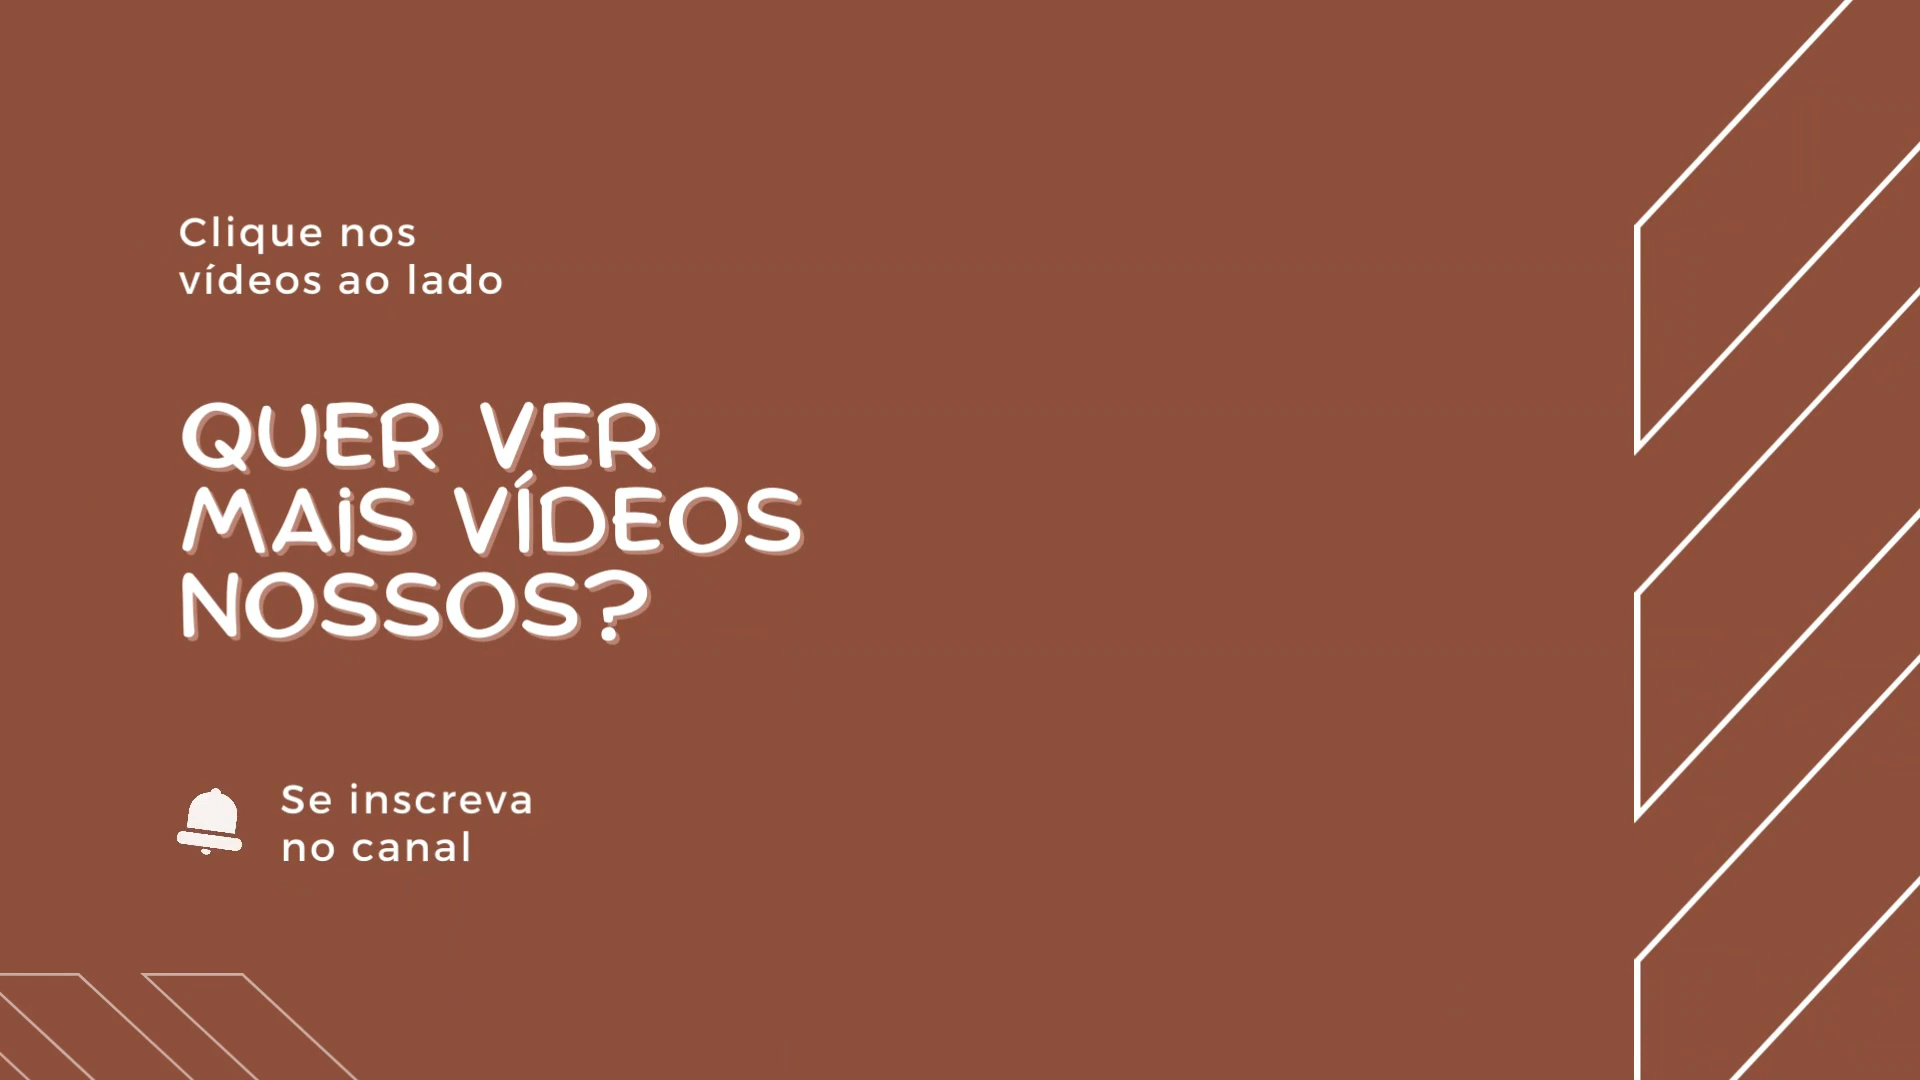 Clique nos
vídeos ao lado
QUER VER
MAIS VÍDEOS
NOSSOS?
Se inscreva
no canal